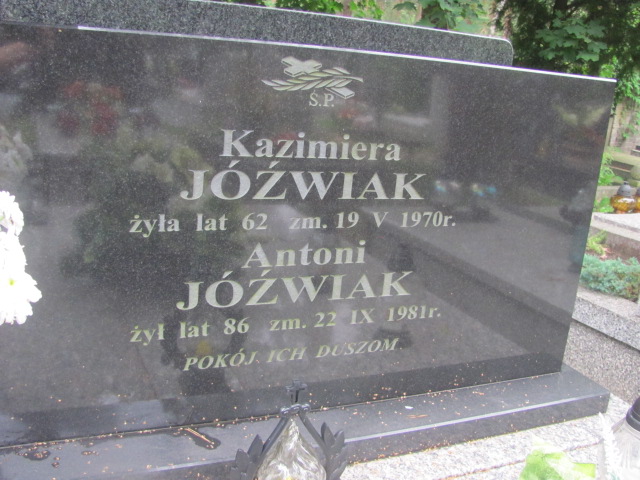 Ś.P.
Kazimiera
JÓŹWIAK
żyła lat 62 zm. 19 V 1970r.
Antoni
JÓŹWIAK
żył lat 86 zm. 22 IX 1981r.
POKÓJ ICH DUSZOM